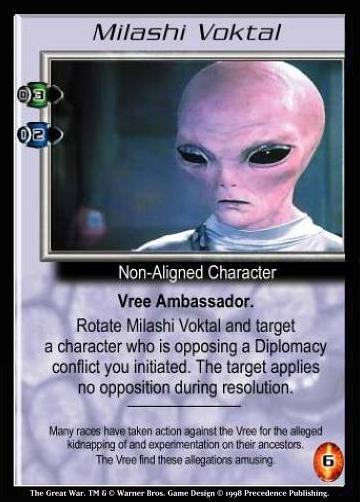 Milashi Voktal
D 3
I 2
Non-Aligned Character
Vree Ambassador.
Rotate Milashi Voktal and target
a character who is opposing a Diplomacy
conflict you initiated. The target applies
no opposition during resolution.
Many races have taken action against the Vree for the alleged
kidnapping of and experimentation on their ancestors.
The Vree find these allegations amusing.
6
The Great War. TM & © Warner Bros. Game Design © 1998 Precedence Publishing.